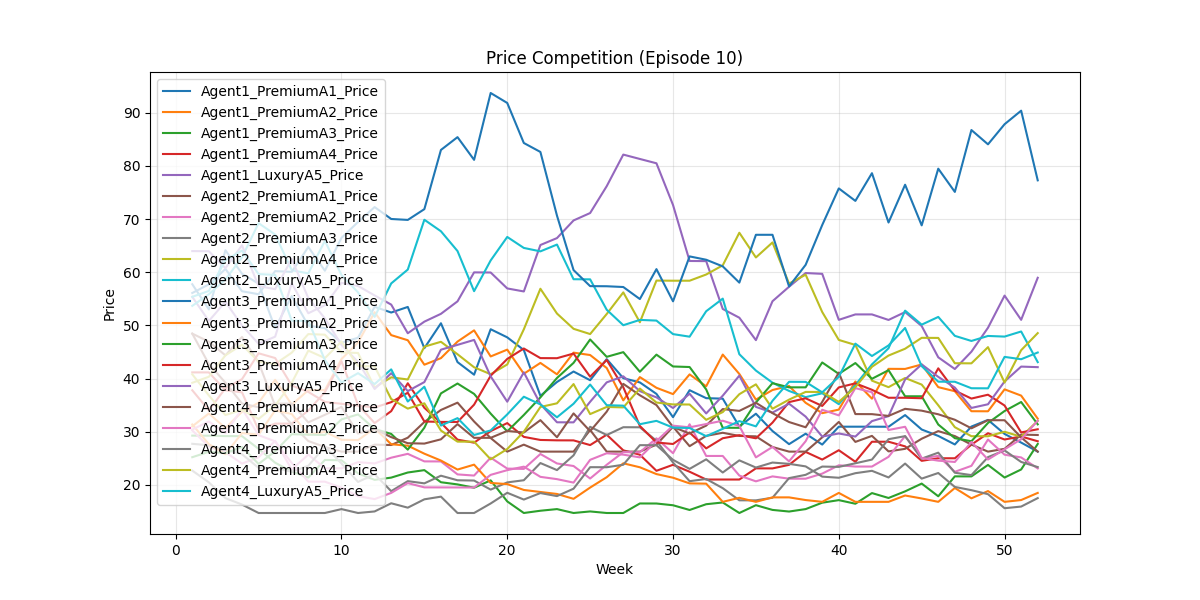 Price Competition (Episode 10)
Agent1_PremiumA1_Price
Agent1_PremiumA2_Price
Agent1_PremiumA3_Price
Agent1_PremiumA4_Price
Agent1_LuxuryA5_Price
Agent2_PremiumA1_Price
Agent2_PremiumA2_Price
Agent2_PremiumA3_Price
Agent2_PremiumA4_Price
Agent2_LuxuryA5_Price
Agent3_PremiumA1_Price
Agent3_PremiumA2_Price
Agent3_PremiumA3_Price
Agent3_PremiumA4_Price
Agent3_LuxuryA5_Price
Agent4_PremiumA1_Price
Agent4_PremiumA2_Price
Agent4_PremiumA3_Price
Agent4_PremiumA4_Price
Agent4_LuxuryA5_Price
Price
90
80
70
60
50
40
30
20
0
10
20
30
40
50
Week